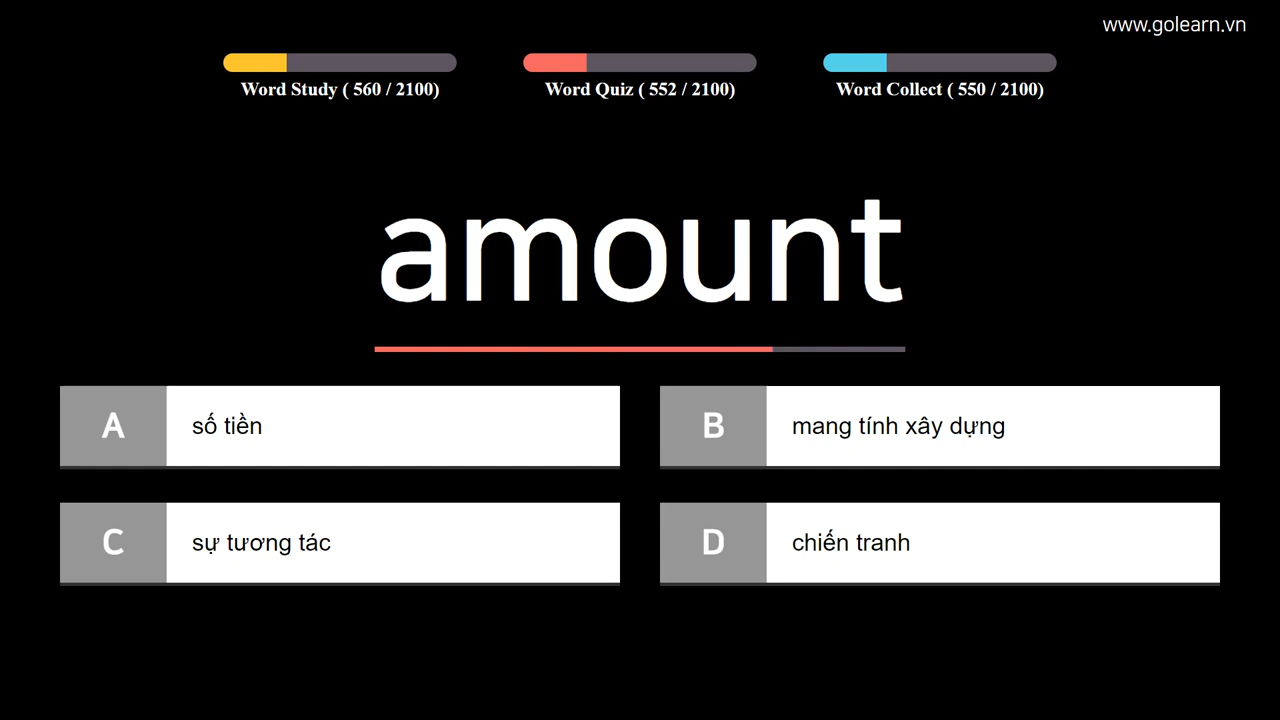 www.golearn.vn
Word Study ( 560 / 2100)
Word Quiz ( 552 / 2100)
Word Collect ( 550 / 2100)
amount
A số tiền
B mang tính xây dựng
C sự tương tác
D chiến tranh